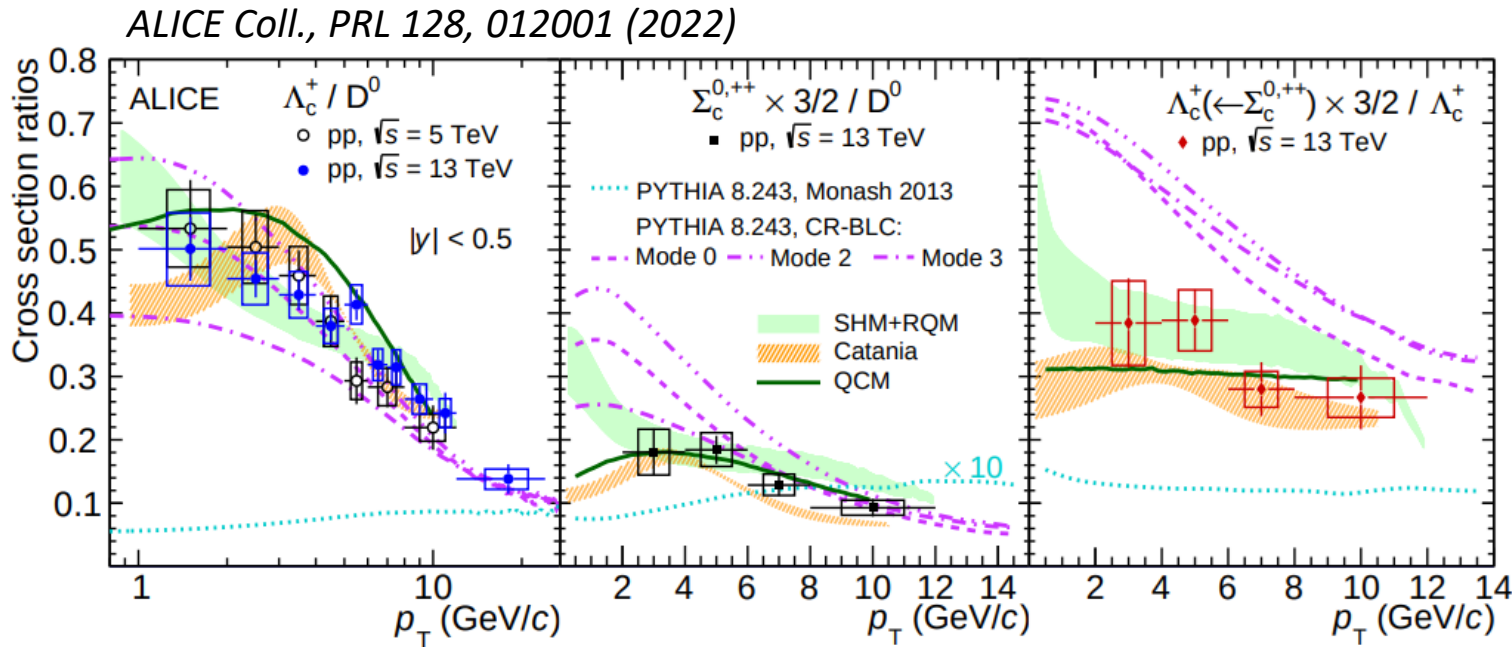 ALICE Coll., PRL 128, 012001 (2022)
Cross section ratios
0.8
0.7
0.6
0.5
0.4
0.3
0.2
0.1
ALICE
Λc+ / D0
pp, √s = 5 TeV
pp, √s = 13 TeV
|y| < 0.5
1 10
pT (GeV/c)
Σc0,++ × 3/2 / D0
pp, √s = 13 TeV
PYTHIA 8.243, Monash 2013
PYTHIA 8.243, CR-BLC:
Mode 0 Mode 2 Mode 3
SHM+RQM
Catania
QCM
× 10
2 4 6 8 10 12 14
pT (GeV/c)
Λc+(←Σc0,++) × 3/2 / Λc+
pp, √s = 13 TeV
2 4 6 8 10 12 14
pT (GeV/c)